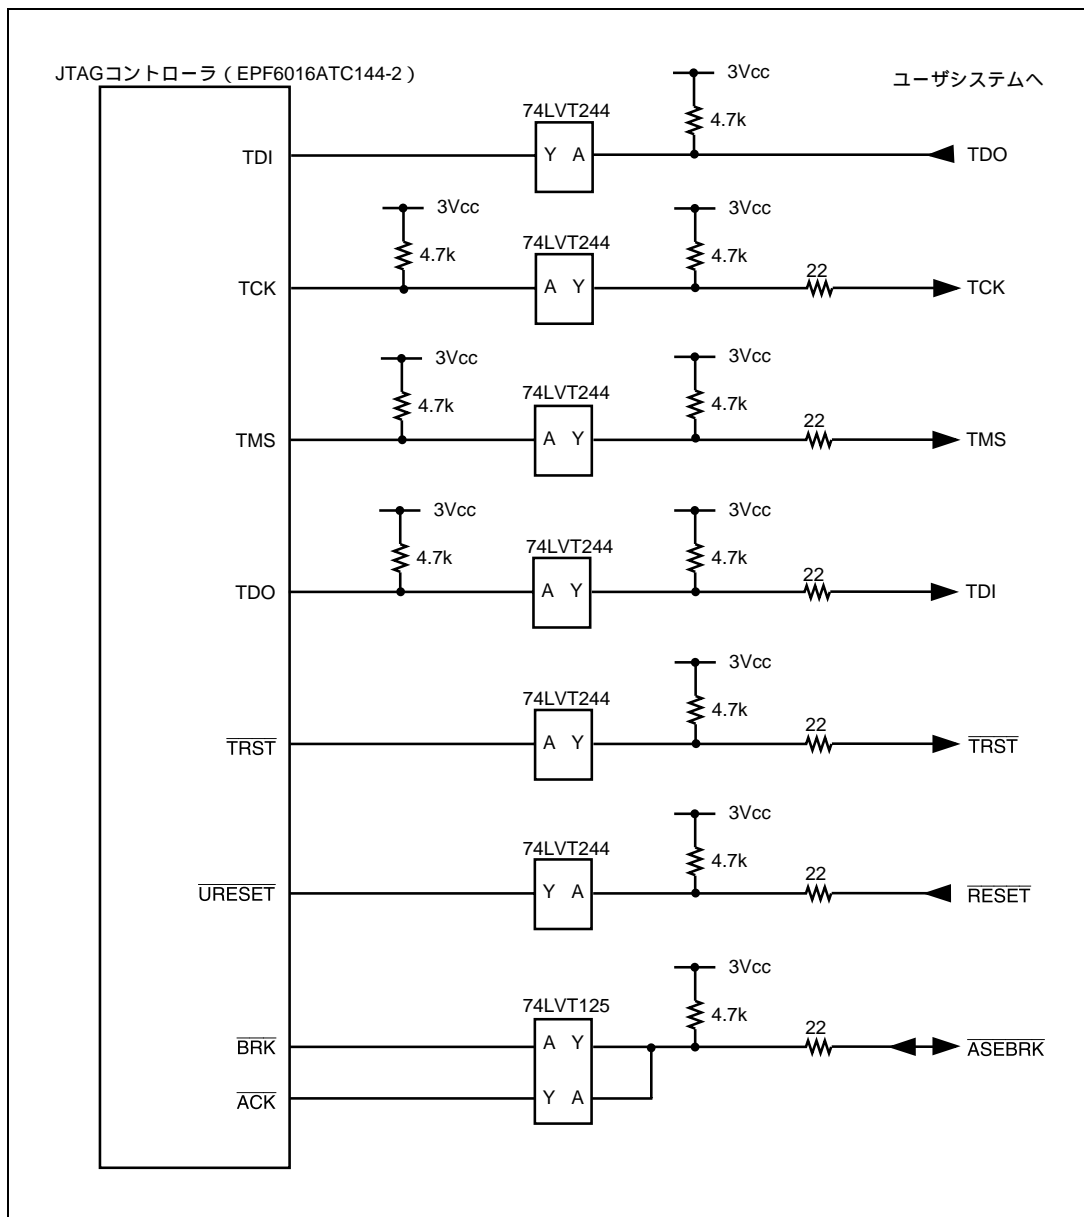 JTAGコントローラ ( EPF6016ATC144-2 )
ユーザシステムへ
3Vcc
74LVT244
4.7k
TDI
Y A
TDO
3Vcc
3Vcc
74LVT244
4.7k
4.7k
22
TCK
A Y
TCK
3Vcc
3Vcc
74LVT244
4.7k
4.7k
22
TMS
A Y
TMS
3Vcc
3Vcc
74LVT244
4.7k
4.7k
22
TDO
A Y
TDI
3Vcc
74LVT244
4.7k
22
TRST
A Y
TRST
3Vcc
74LVT244
4.7k
22
URESET
Y A
RESET
3Vcc
74LVT125
4.7k
22
BRK
A Y
ASEBRK
ACK
Y A